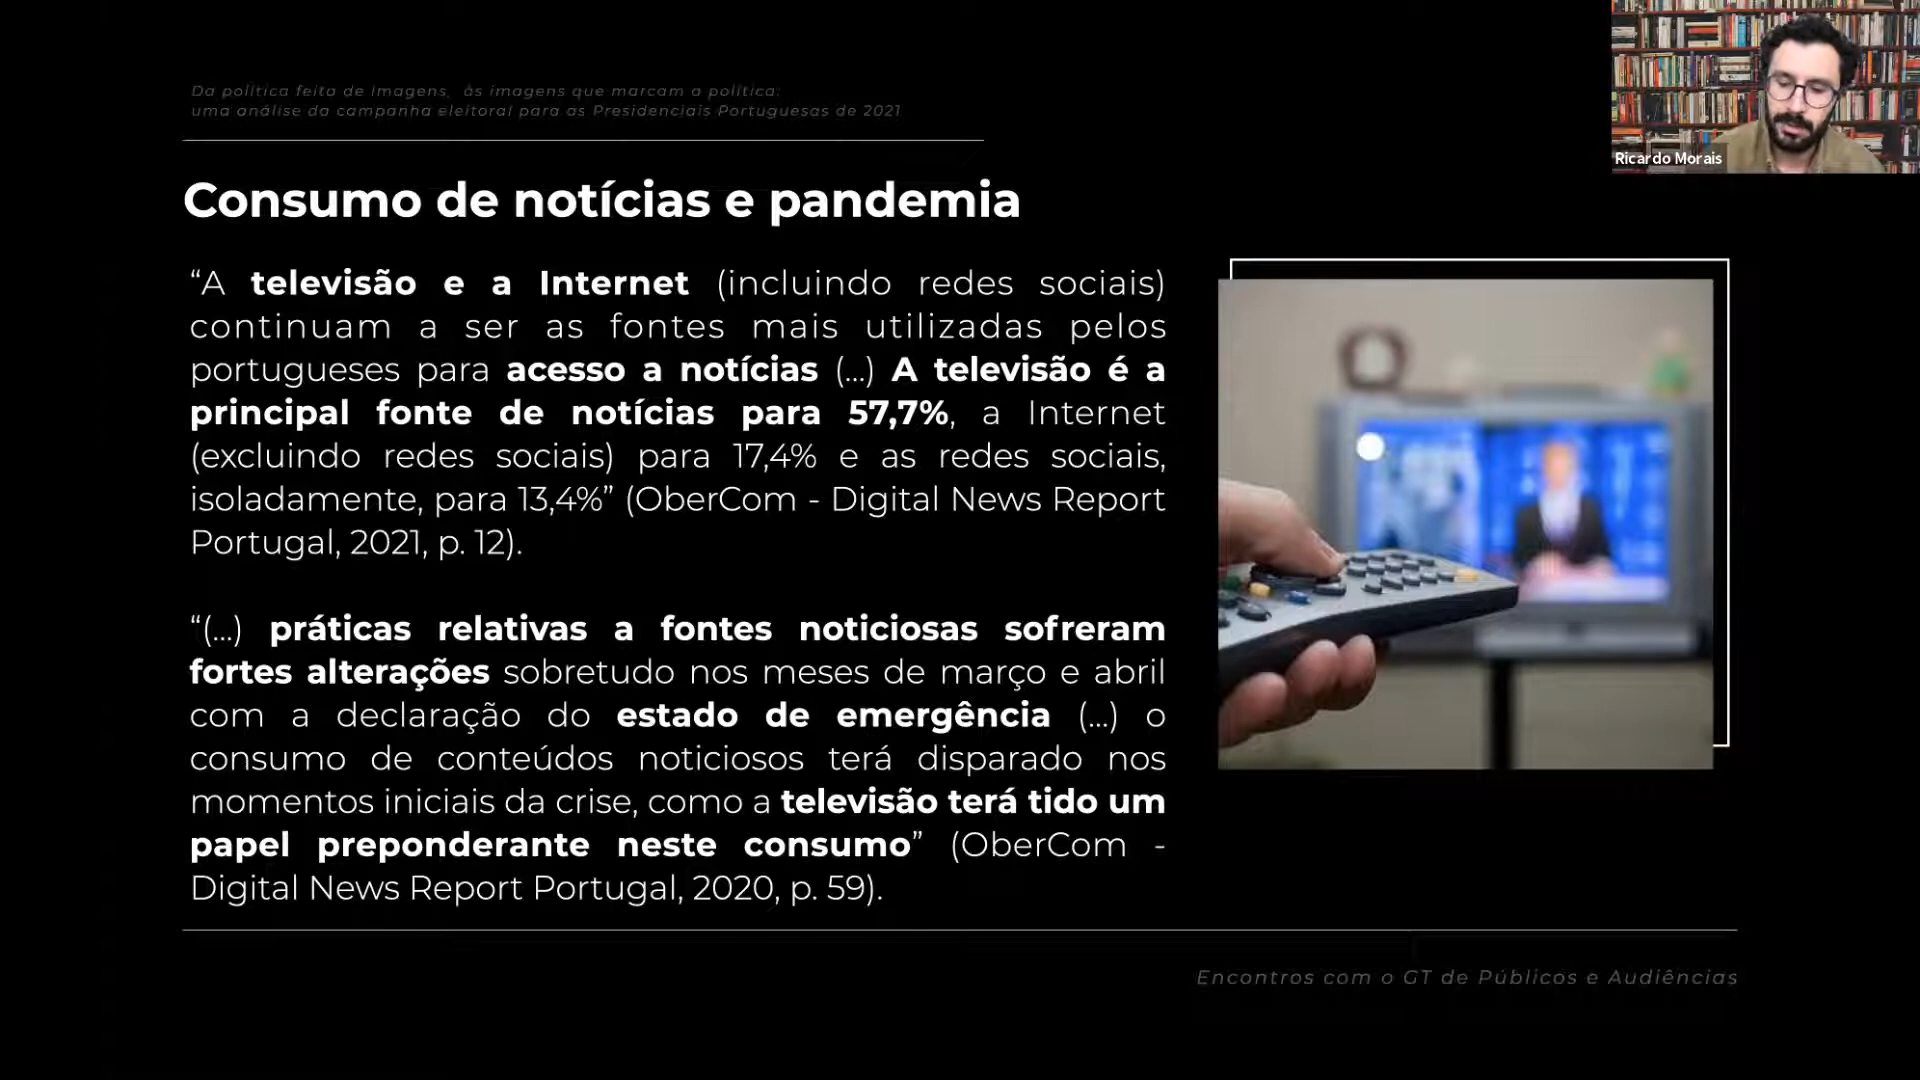 Da política feita de imagens, às imagens que marcam a política:
uma análise da campanha eleitoral para as Presidenciais Portuguesas de 2021
Ricardo Morais
Consumo de notícias e pandemia
“A televisão e a Internet (incluindo redes sociais)
continuam a ser as fontes mais utilizadas pelos
portugueses para acesso a notícias (...) A televisão é a
principal fonte de notícias para 57,7%, a Internet
(excluindo redes sociais) para 17,4% e as redes sociais,
isoladamente, para 13,4%” (OberCom - Digital News Report
Portugal, 2021, p. 12).
“(...) práticas relativas a fontes noticiosas sofreram
fortes alterações sobretudo nos meses de março e abril
com a declaração do estado de emergência (...) o
consumo de conteúdos noticiosos terá disparado nos
momentos iniciais da crise, como a televisão terá tido um
papel preponderante neste consumo” (OberCom -
Digital News Report Portugal, 2020, p. 59).
Encontros com o GT de Públicos e Audiências